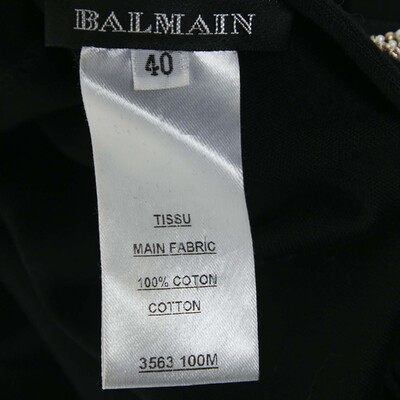 BALMAIN
40
TISSU
MAIN FABRIC
100% COTON
COTTON
3563 100M